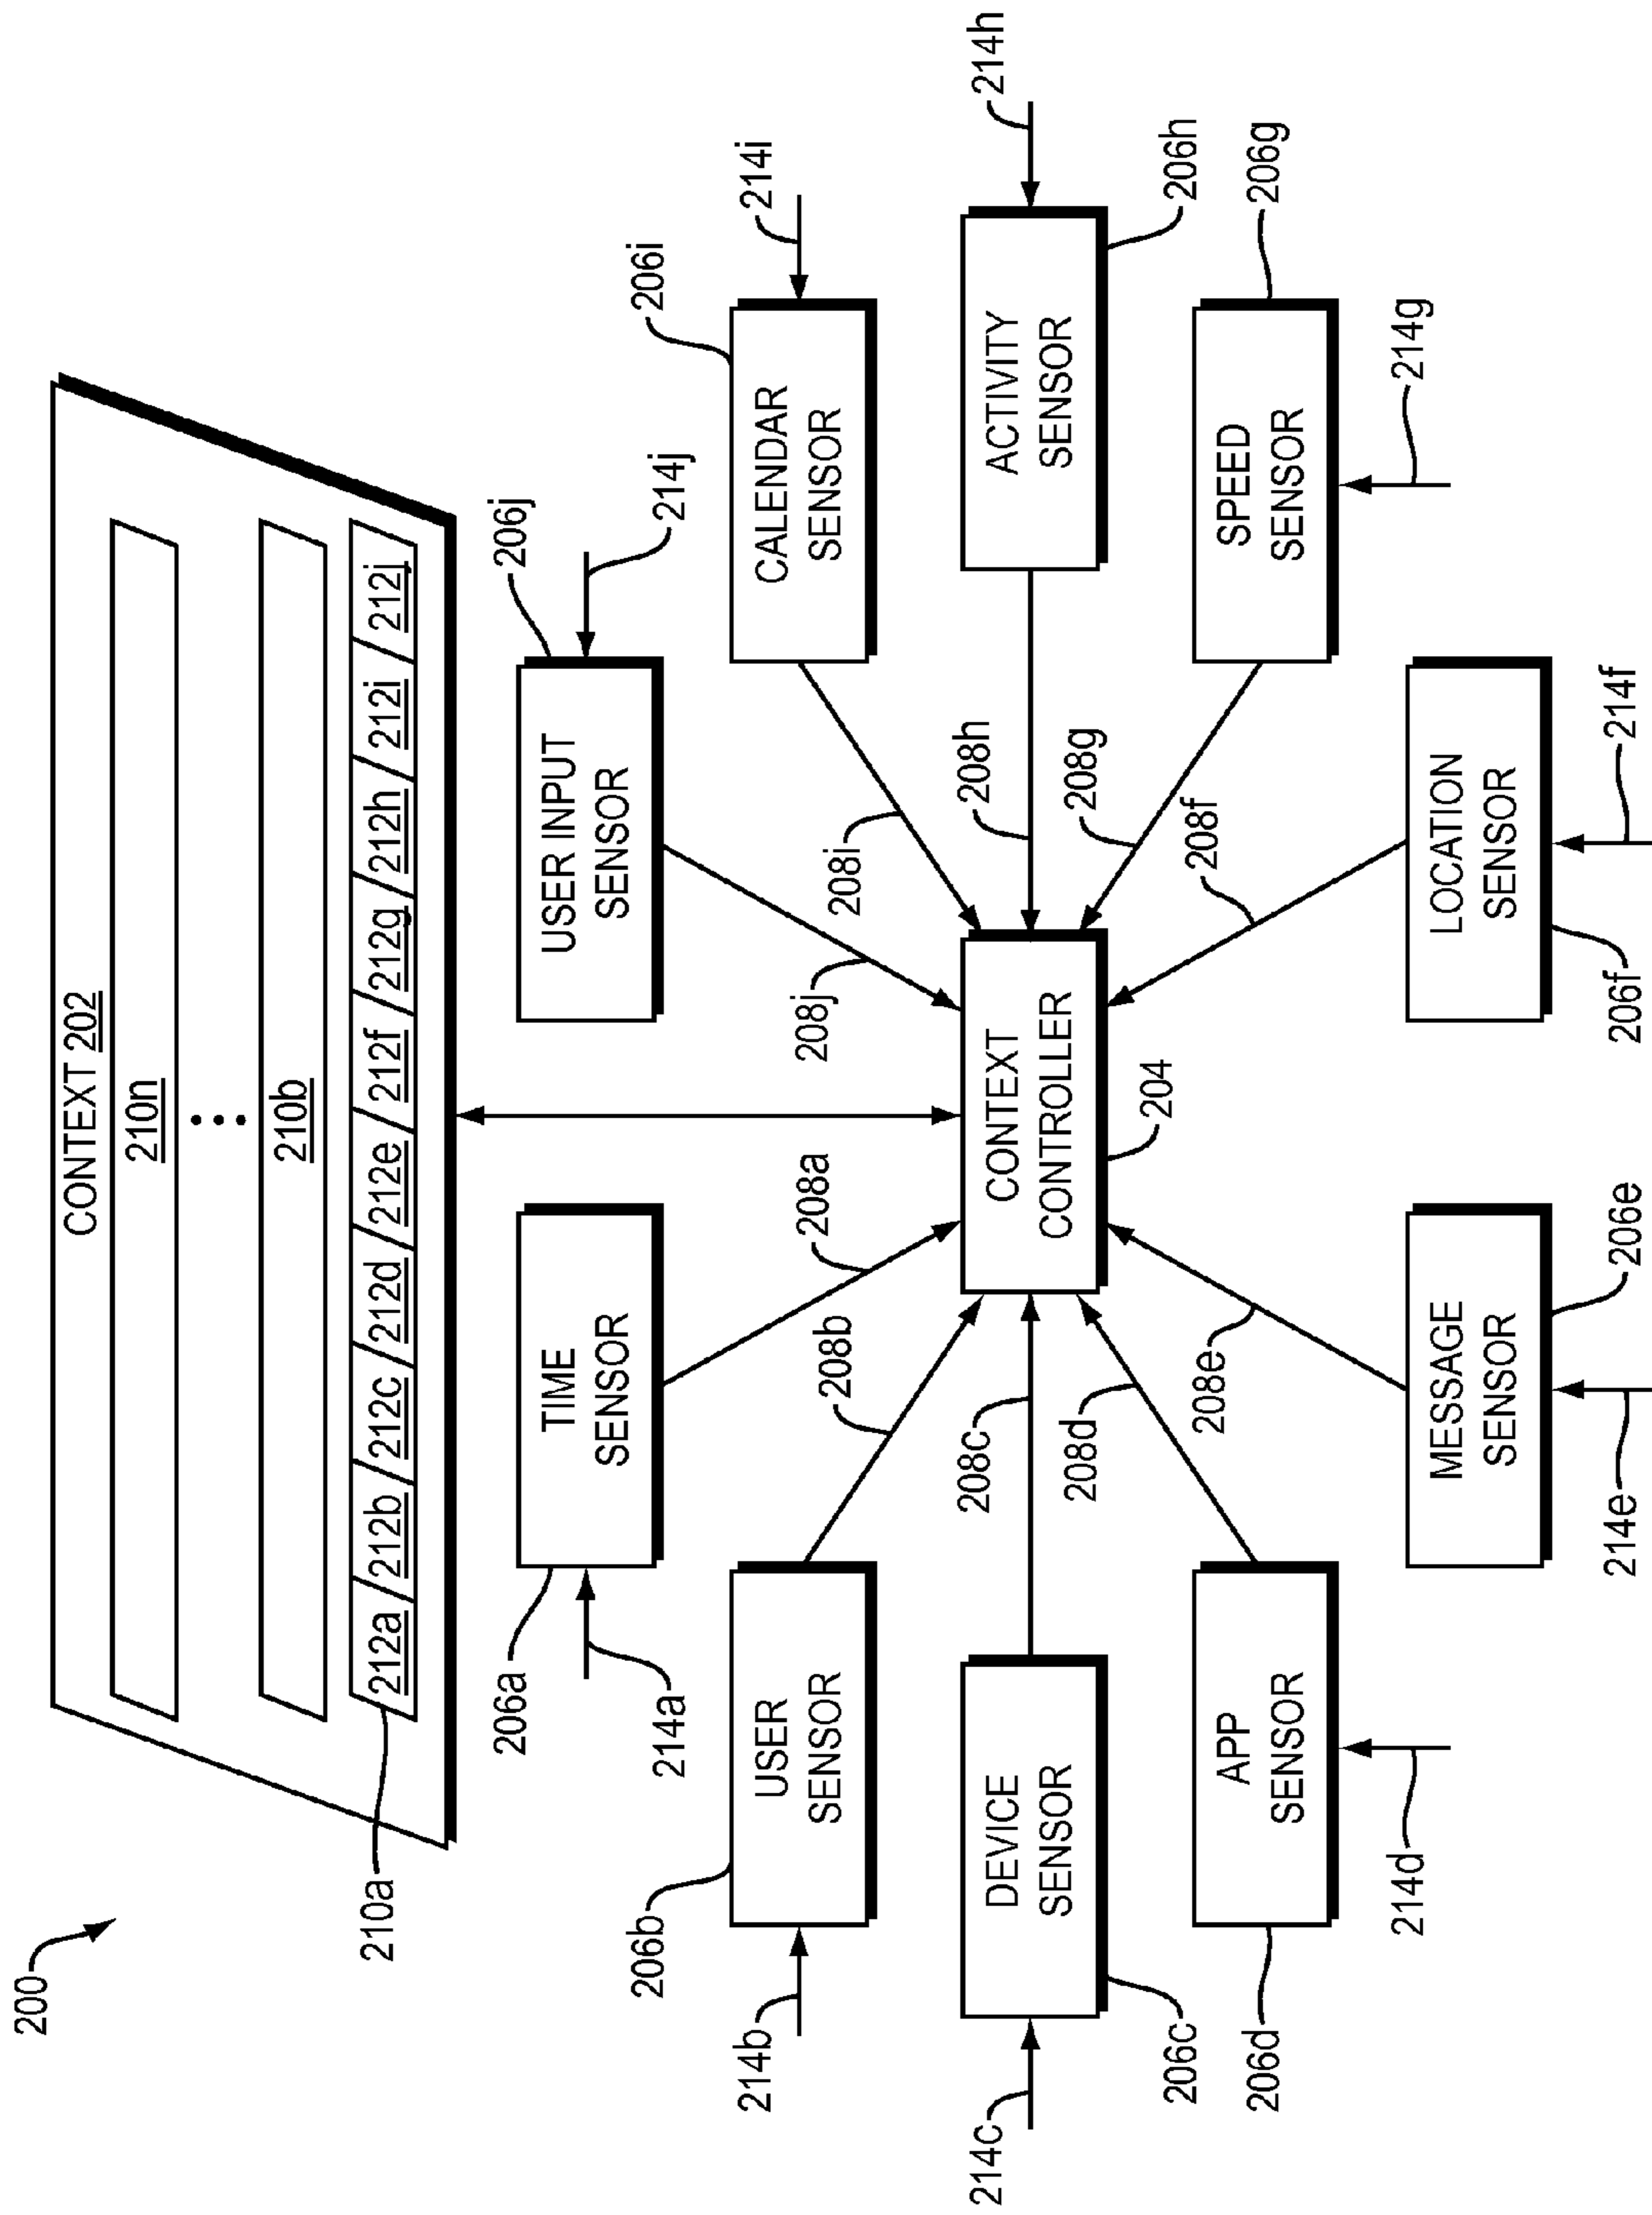 200
CONTEXT 202
210n
210b
210a
212a 212b 212c 212d 212e 212f 212g 212h 212i 212j
206a
TIME
SENSOR
214a
208a
206j
USER INPUT
SENSOR
214j
208j
206b
USER
SENSOR
214b
208b
206i
CALENDAR
SENSOR
214i
208i
214c
DEVICE
SENSOR
206c
208c
CONTEXT
CONTROLLER
204
208h
ACTIVITY
SENSOR
214h
206h
208d
APP
SENSOR
206d
214d
208g
SPEED
SENSOR
206g
214g
208e
MESSAGE
SENSOR
206e
214e
208f
LOCATION
SENSOR
206f
214f